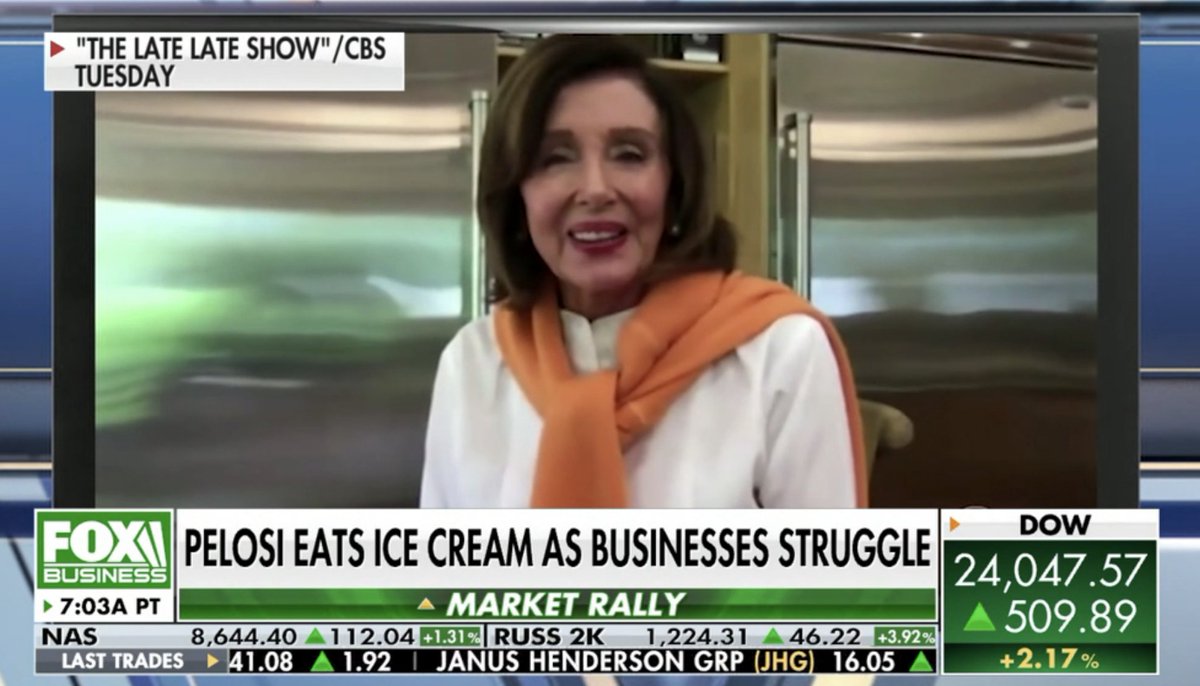 "THE LATE LATE SHOW"/CBS
TUESDAY
FOX
BUSINESS
7:03A PT
PELOSI EATS ICE CREAM AS BUSINESSES STRUGGLE
MARKET RALLY
DOW
24,047.57
509.89
+2.17%
NAS 8,644.40 112.04 +1.31% RUSS 2K 1,224.31 46.22 +3.92%
LAST TRADES 41.08 1.92 JANUS HENDERSON GRP (JHG) 16.05